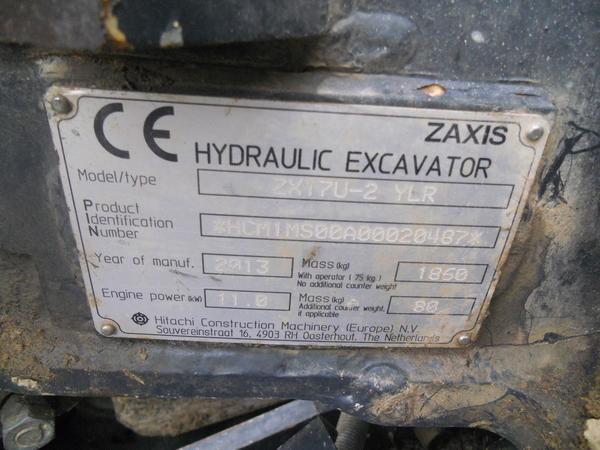 CE
ZAXIS
HYDRAULIC EXCAVATOR
Model/type ZX17U-2 YLR
Product Identification Number *HCM1MS00A00020487*
Year of manuf. 2013 Mass(kg) With operator (75 kg) No additional counter weight 1860
Engine power(kW) 11.0 Mass(kg) Additional counter weight, if applicable 80
Hitachi Construction Machinery (Europe) N.V.
Souvereinstraat 16, 4903 RH Oosterhout, The Netherlands